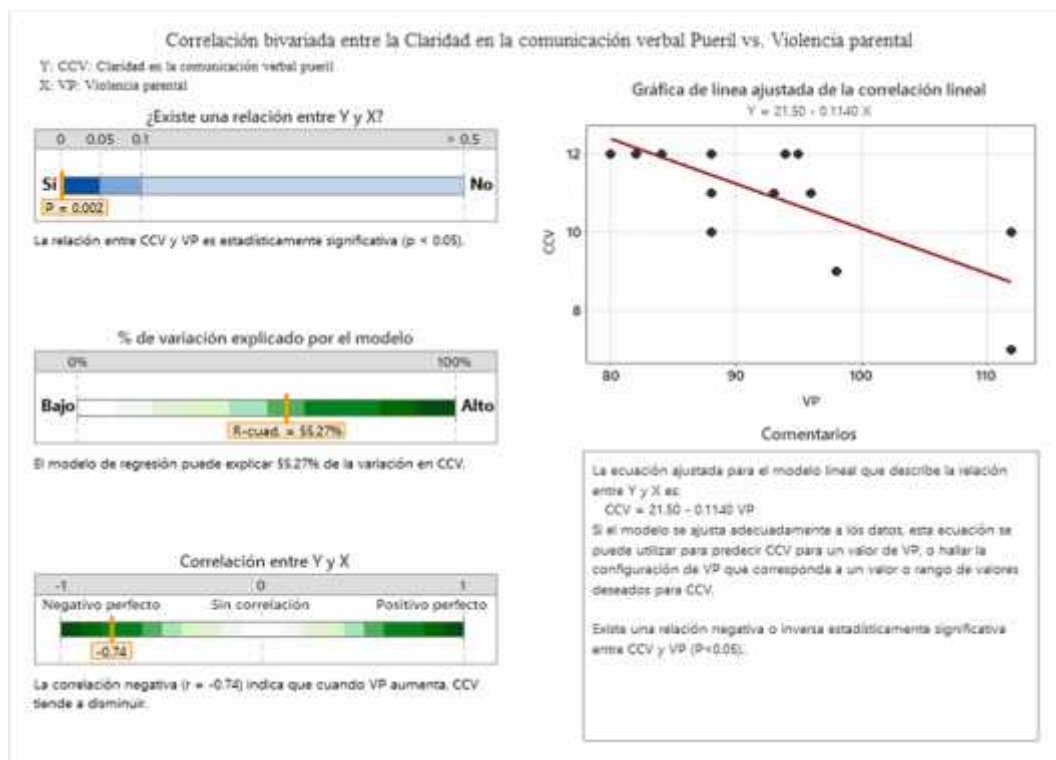 Correlación bivariada entre la Claridad en la comunicación verbal Pueril vs. Violencia parental
Y: CCV: Claridad en la comunicación verbal pueril
X: VP: Violencia parental
¿Existe una relación entre Y y X?
0 0.05 0.1 > 0.5
Sí No
P = 0.002
La relación entre CCV y VP es estadísticamente significativa (p < 0.05).
% de variación explicado por el modelo
0% 100%
Bajo Alto
R-cuad. = 55.27%
El modelo de regresión puede explicar 55.27% de la variación en CCV.
Correlación entre Y y X
-1 0 1
Negativo perfecto Sin correlación Positivo perfecto
-0.74
La correlación negativa (r = -0.74) indica que cuando VP aumenta, CCV
tiende a disminuir.
Gráfica de línea ajustada de la correlación lineal
Y = 21.50 - 0.1140 X
12
10
8
CCV
80 90 100 110
VP
Comentarios
La ecuación ajustada para el modelo lineal que describe la relación
entre Y y X es:
CCV = 21.50 - 0.1140 VP
Si el modelo se ajusta adecuadamente a los datos, esta ecuación se
puede utilizar para predecir CCV para un valor de VP, o hallar la
configuración de VP que corresponda a un valor o rango de valores
deseados para CCV.
Existe una relación negativa o inversa estadísticamente significativa
entre CCV y VP (P<0.05).